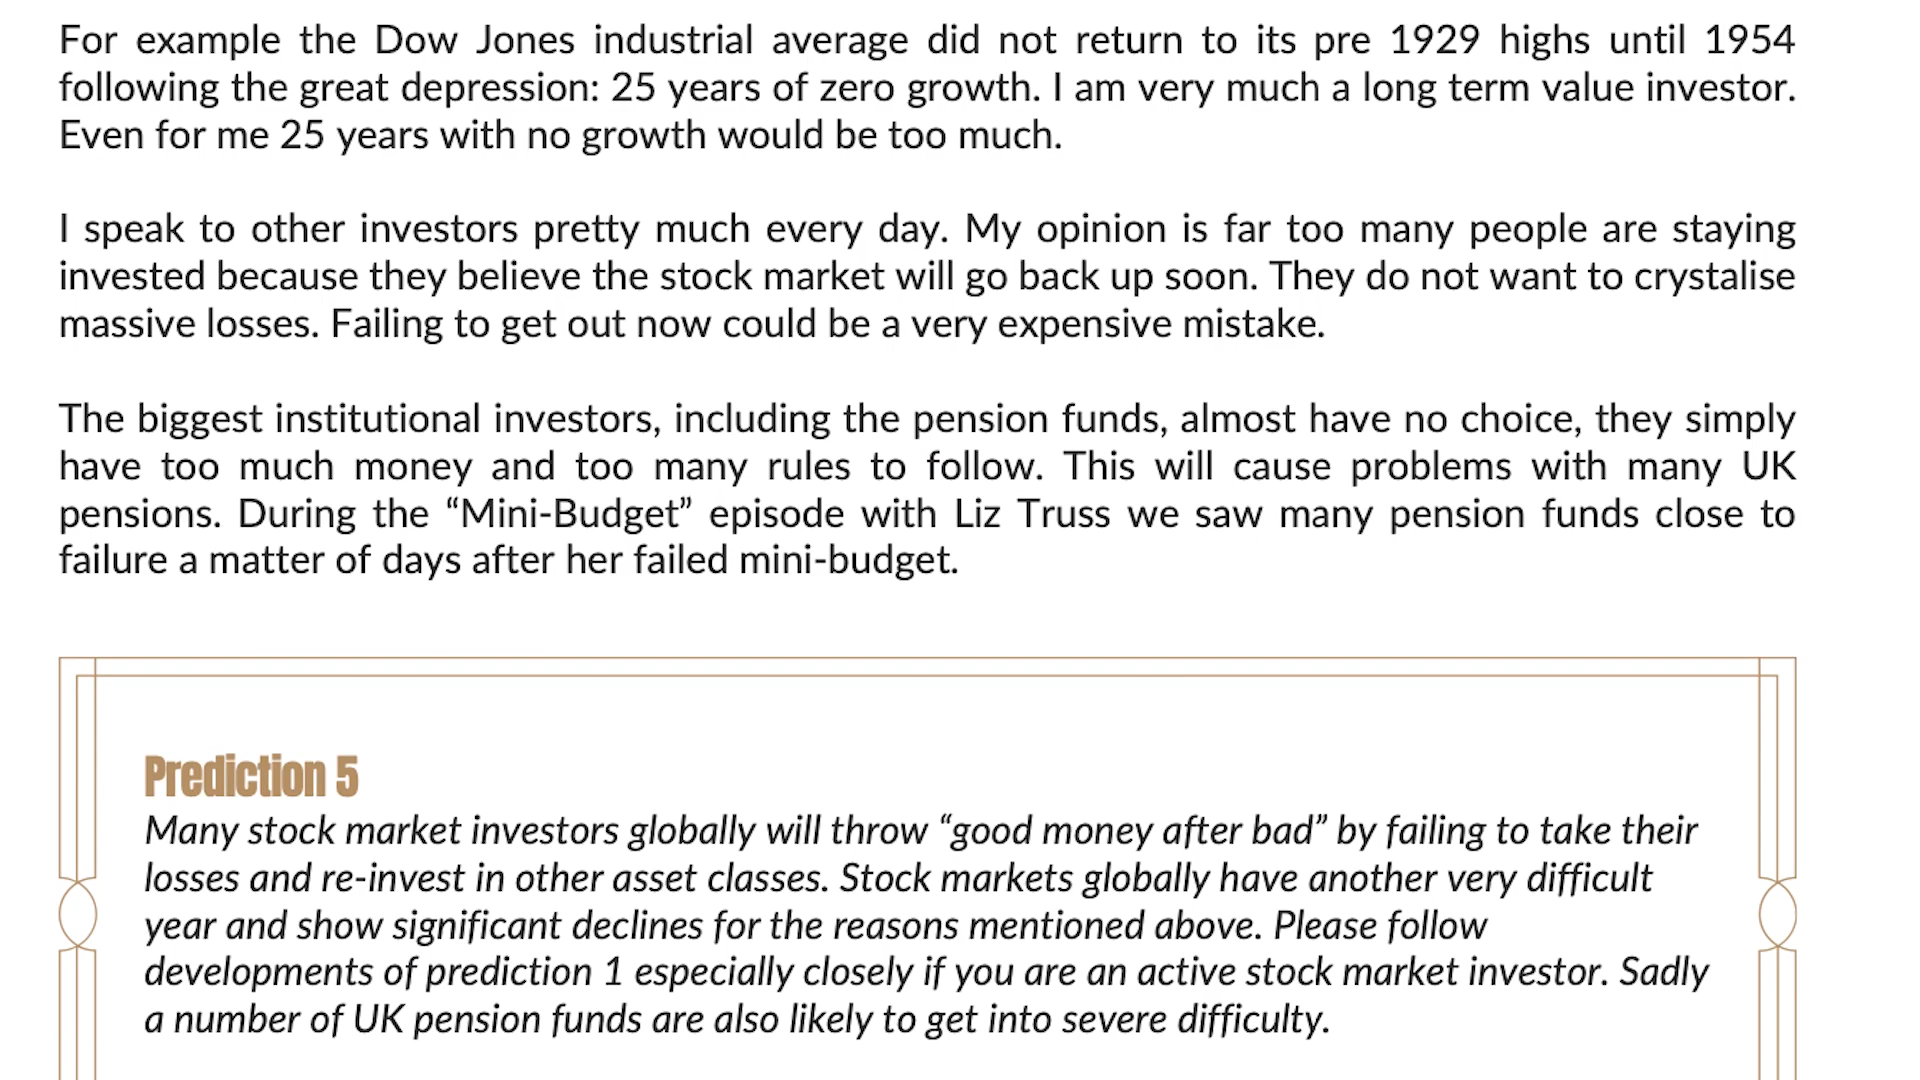 For example the Dow Jones industrial average did not return to its pre 1929 highs until 1954
following the great depression: 25 years of zero growth. I am very much a long term value investor.
Even for me 25 years with no growth would be too much.
I speak to other investors pretty much every day. My opinion is far too many people are staying
invested because they believe the stock market will go back up soon. They do not want to crystalise
massive losses. Failing to get out now could be a very expensive mistake.
The biggest institutional investors, including the pension funds, almost have no choice, they simply
have too much money and too many rules to follow. This will cause problems with many UK
pensions. During the “Mini-Budget” episode with Liz Truss we saw many pension funds close to
failure a matter of days after her failed mini-budget.
Prediction 5
Many stock market investors globally will throw “good money after bad” by failing to take their
losses and re-invest in other asset classes. Stock markets globally have another very difficult
year and show significant declines for the reasons mentioned above. Please follow
developments of prediction 1 especially closely if you are an active stock market investor. Sadly
a number of UK pension funds are also likely to get into severe difficulty.